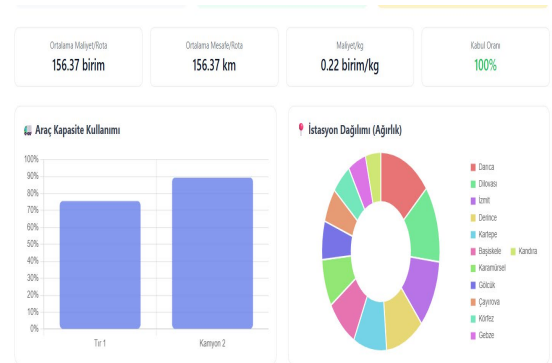 Ortalama Maliyet/Rota
156.37 birim
Ortalama Mesafe/Rota
156.37 km
Maliyet/kg
0.22 birim/kg
Kabul Oranı
100%
Araç Kapasite Kullanımı
100%
90%
80%
70%
60%
50%
40%
30%
20%
10%
0%
Tır 1
Kamyon 2
İstasyon Dağılımı (Ağırlık)
Darıca
Dilovası
İzmit
Derince
Kartepe
Başiskele
Kandıra
Karamürsel
Gölcük
Çayırova
Körfez
Gebze